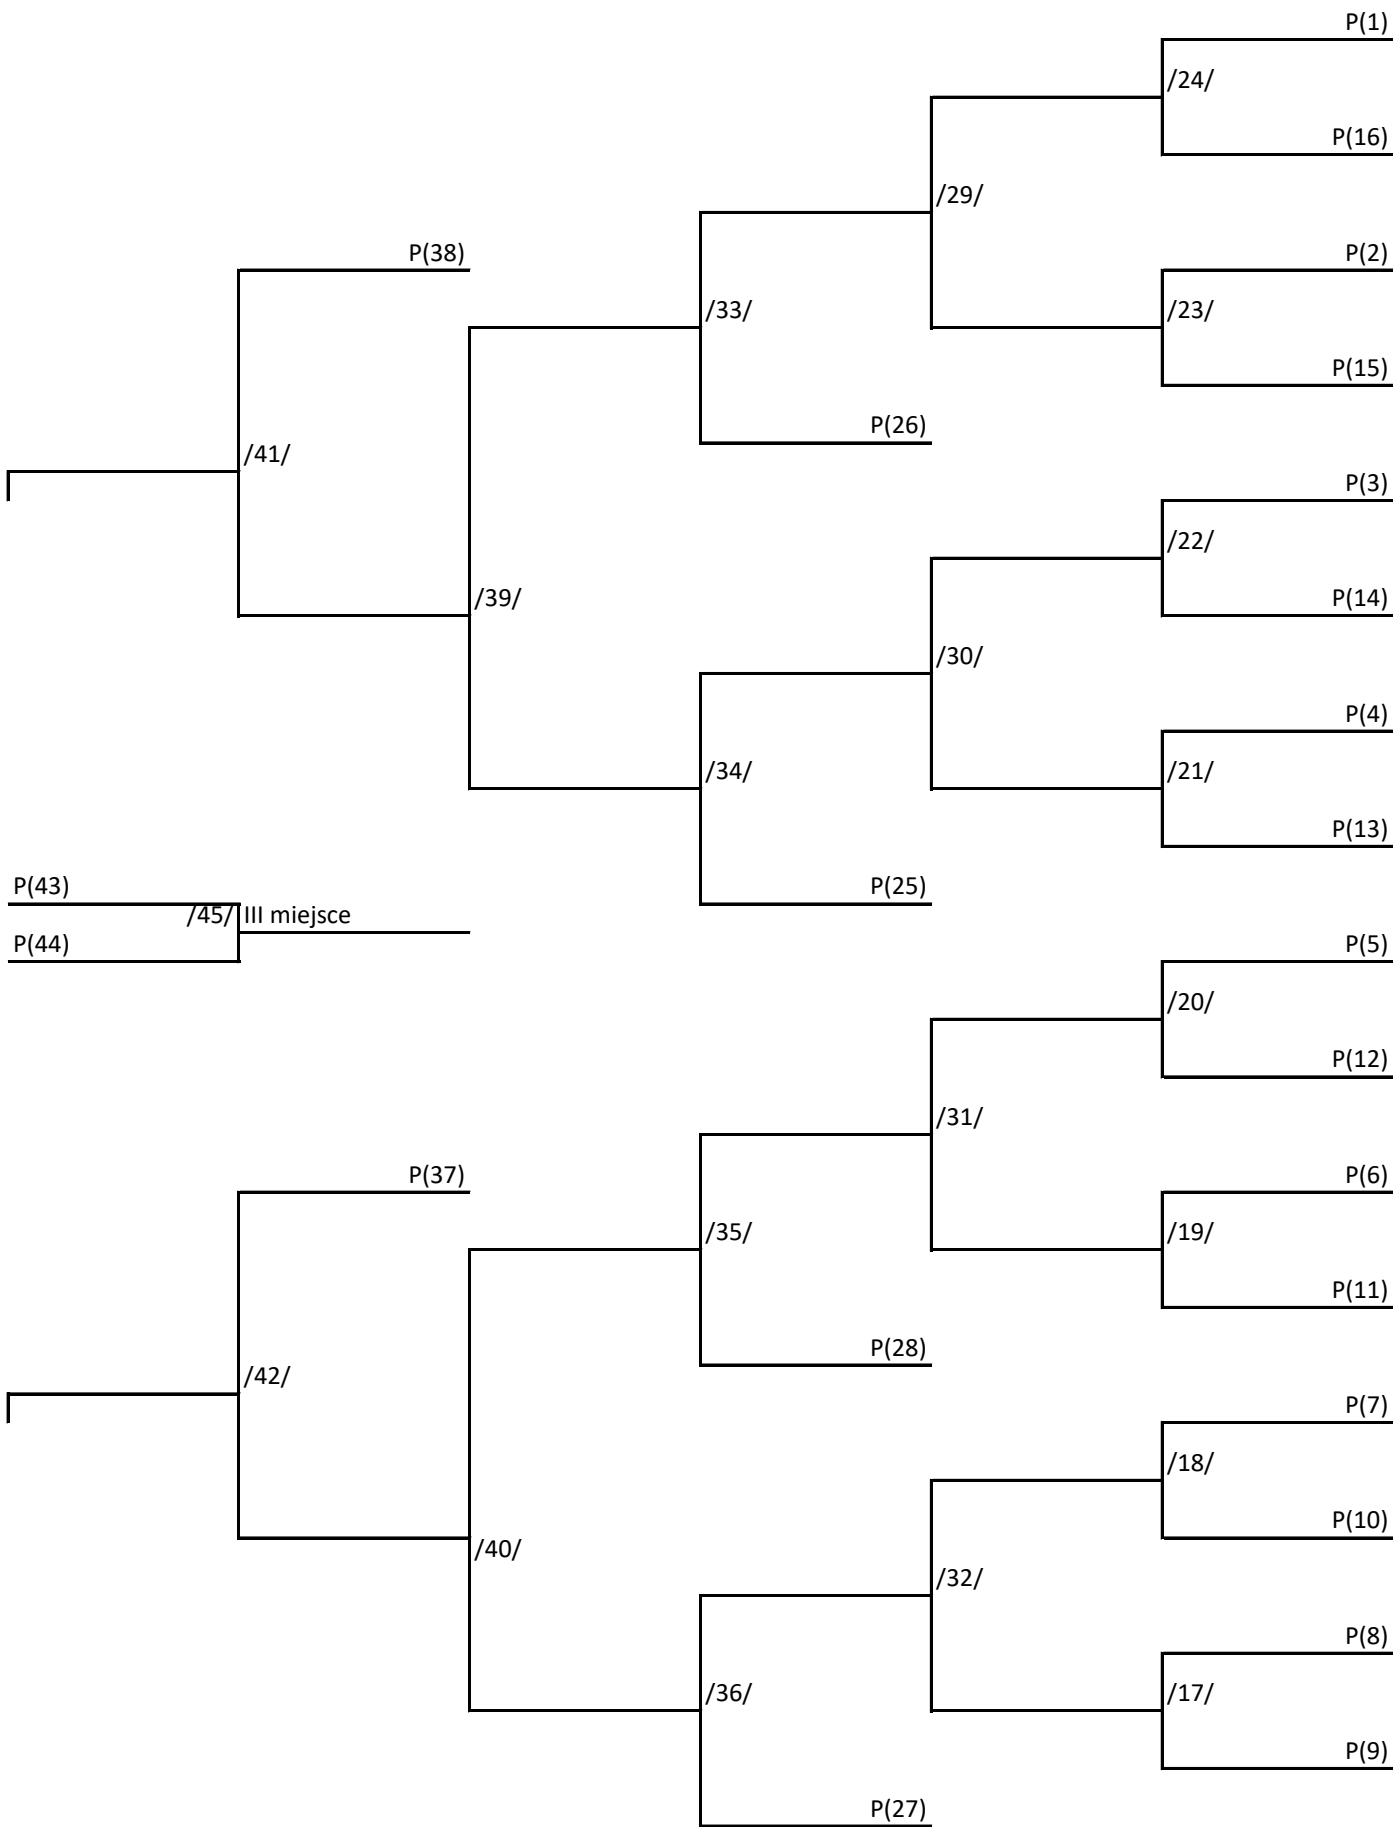 P(1)
/24/
P(16)
/29/
P(38)
P(2)
/33/
/23/
P(15)
P(26)
/41/
P(3)
/22/
/39/
P(14)
/30/
P(4)
/34/
/21/
P(13)
P(43)
P(25)
/45/ III miejsce
P(44)
P(5)
/20/
P(12)
/31/
P(37)
P(6)
/35/
/19/
P(11)
P(28)
/42/
P(7)
/18/
P(10)
/40/
/32/
P(8)
/36/
/17/
P(9)
P(27)